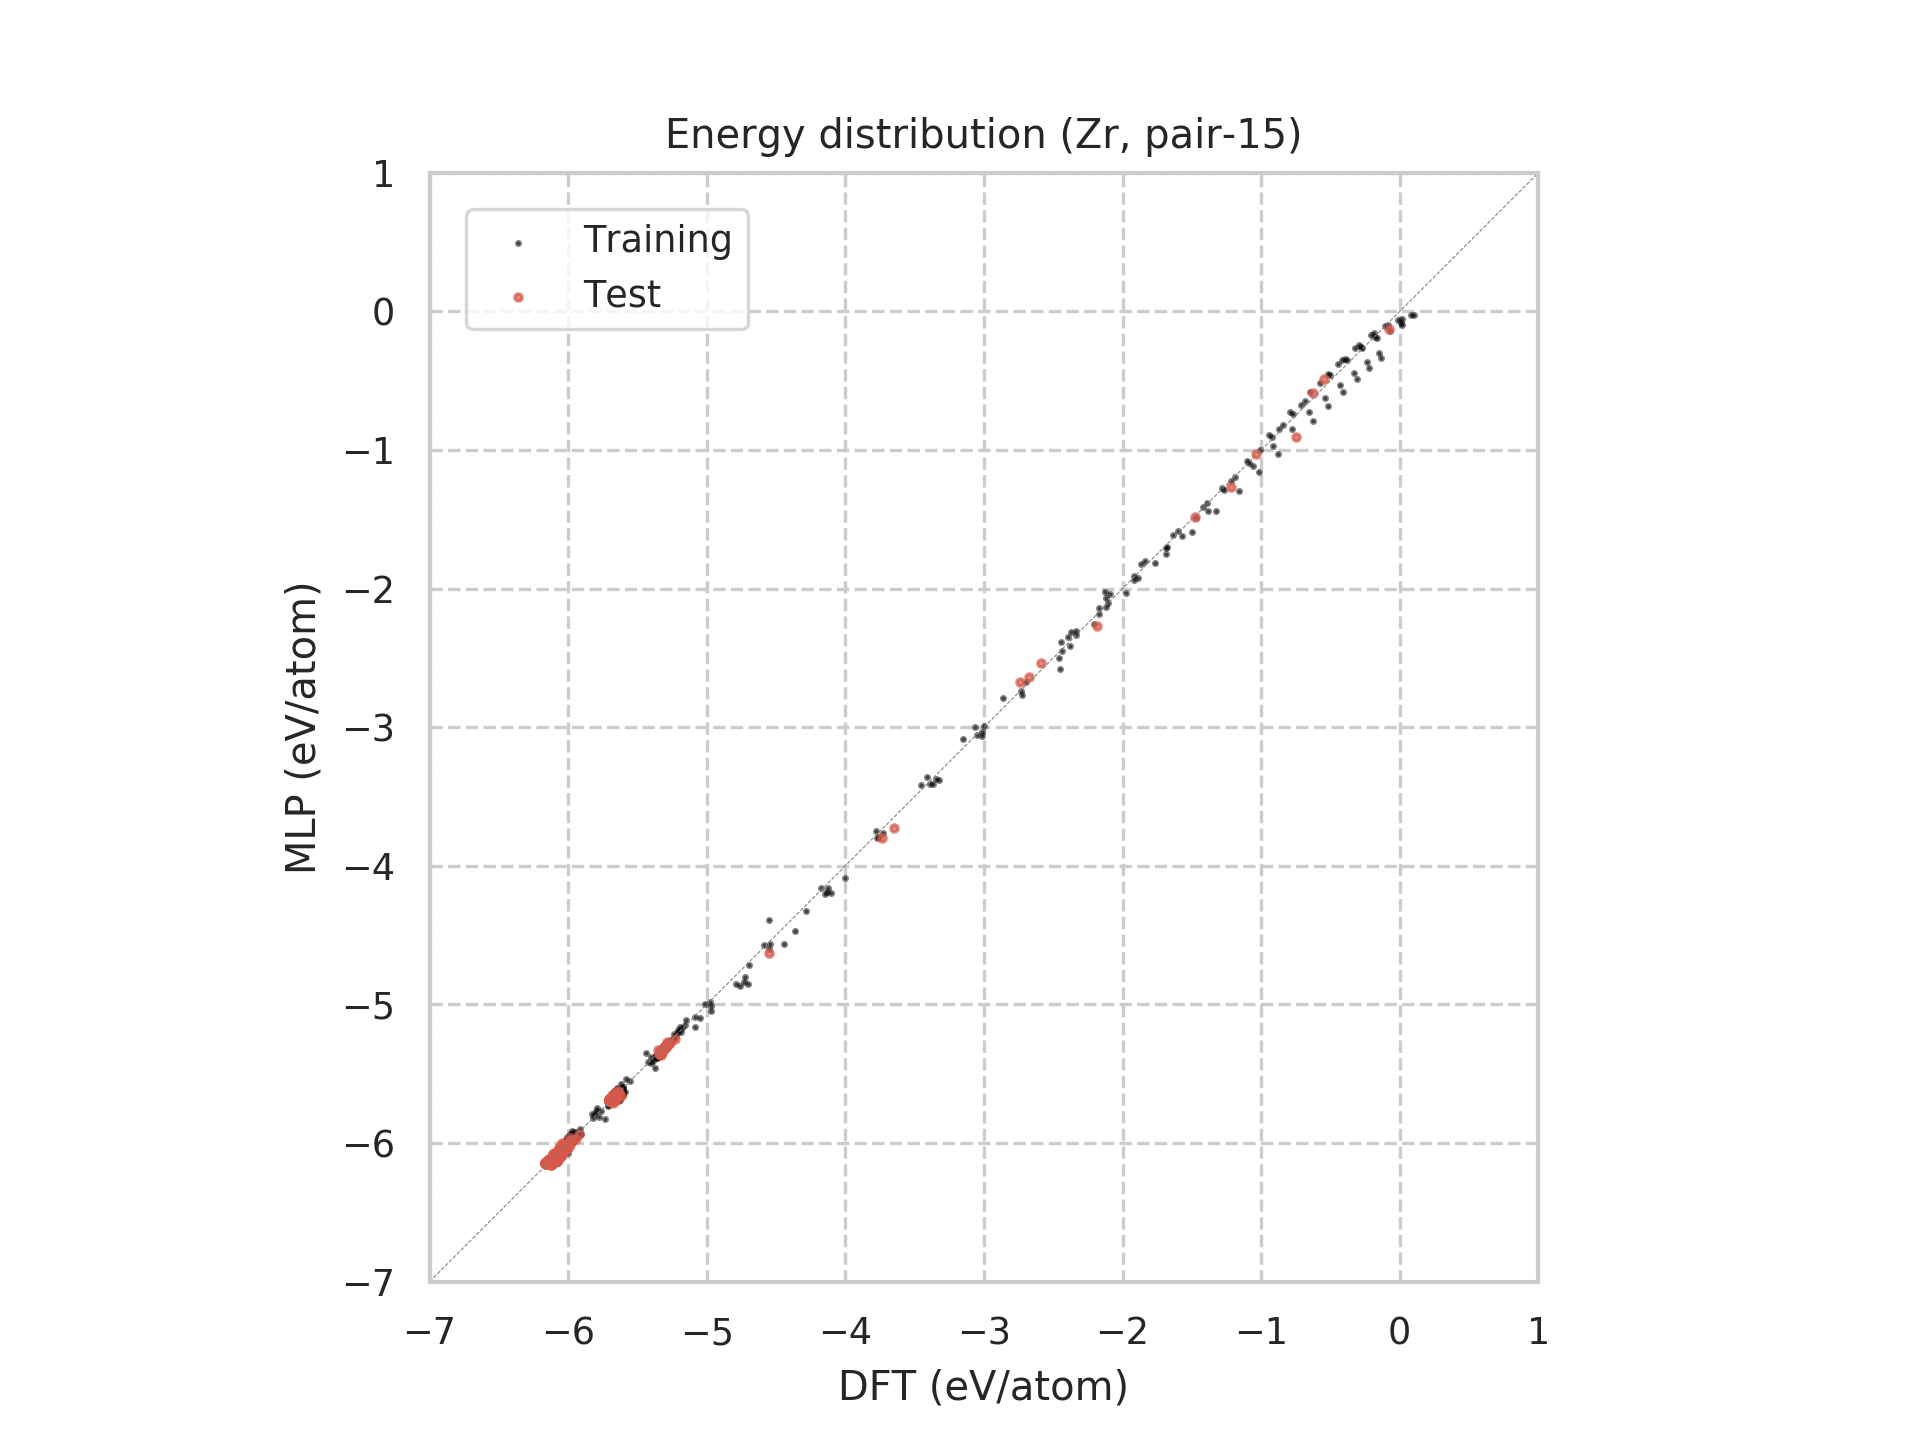 Energy distribution (Zr, pair-15)
1
0
−1
−2
−3
−4
−5
−6
−7
MLP (eV/atom)
Training
Test
−7 −6 −5 −4 −3 −2 −1 0 1
DFT (eV/atom)